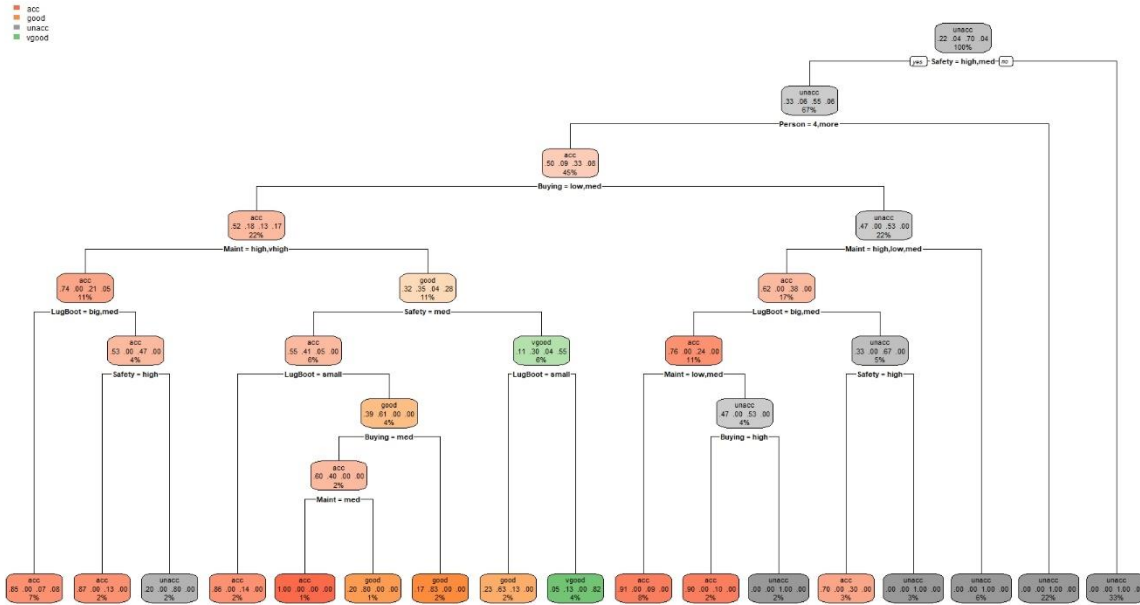 acc
good
unacc
vgood
unacc
.22 .04 .70 .04
100%
yes Safety = high,med no
unacc
.33 .06 .55 .06
67%
Person = 4,more
acc
.50 .09 .33 .08
45%
Buying = low,med
acc
.52 .18 .13 .17
22%
unacc
.47 .00 .53 .00
22%
Maint = high,vhigh
Maint = high,low,med
acc
.74 .00 .21 .05
11%
good
.32 .35 .04 .28
11%
acc
.62 .00 .38 .00
17%
LugBoot = big,med
Safety = med
LugBoot = big,med
acc
.53 .00 .47 .00
4%
acc
.55 .41 .05 .00
6%
vgood
.11 .30 .04 .55
6%
acc
.76 .00 .24 .00
11%
unacc
.33 .00 .67 .00
5%
Safety = high
LugBoot = small
LugBoot = small
Maint = low,med
Safety = high
good
.39 .61 .00 .00
4%
unacc
.47 .00 .53 .00
4%
Buying = med
Buying = high
acc
.60 .40 .00 .00
2%
Maint = med
acc
.85 .00 .07 .08
7%
acc
.87 .00 .13 .00
2%
unacc
.20 .00 .80 .00
2%
acc
.86 .00 .14 .00
2%
acc
1.00 .00 .00 .00
1%
good
.20 .80 .00 .00
1%
good
.17 .83 .00 .00
2%
good
.23 .63 .13 .00
2%
vgood
.05 .13 .00 .82
4%
acc
.91 .00 .09 .00
8%
acc
.90 .00 .10 .00
2%
unacc
.00 .00 1.00 .00
2%
acc
.70 .00 .30 .00
3%
unacc
.00 .00 1.00 .00
3%
unacc
.00 .00 1.00 .00
6%
unacc
.00 .00 1.00 .00
22%
unacc
.00 .00 1.00 .00
33%